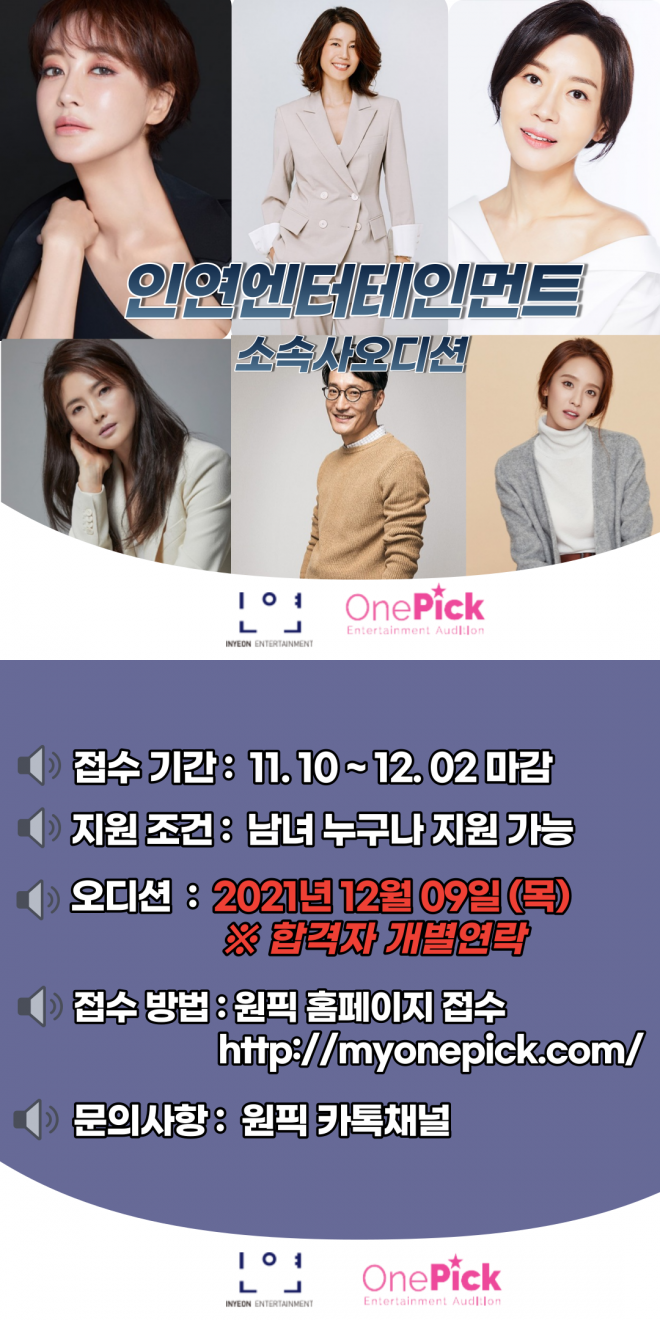 인연엔터테인먼트
소속사오디션
인연
INYEON ENTERTAINMENT
OnePick
Entertainment Audition
접수 기간 : 11. 10 ~ 12. 02 마감
지원 조건 : 남녀 누구나 지원 가능
오디션 : 2021년 12월 09일 (목)
※ 합격자 개별연락
접수 방법 : 원픽 홈페이지 접수
http://myonepick.com/
문의사항 : 원픽 카톡채널
인연
INYEON ENTERTAINMENT
OnePick
Entertainment Audition